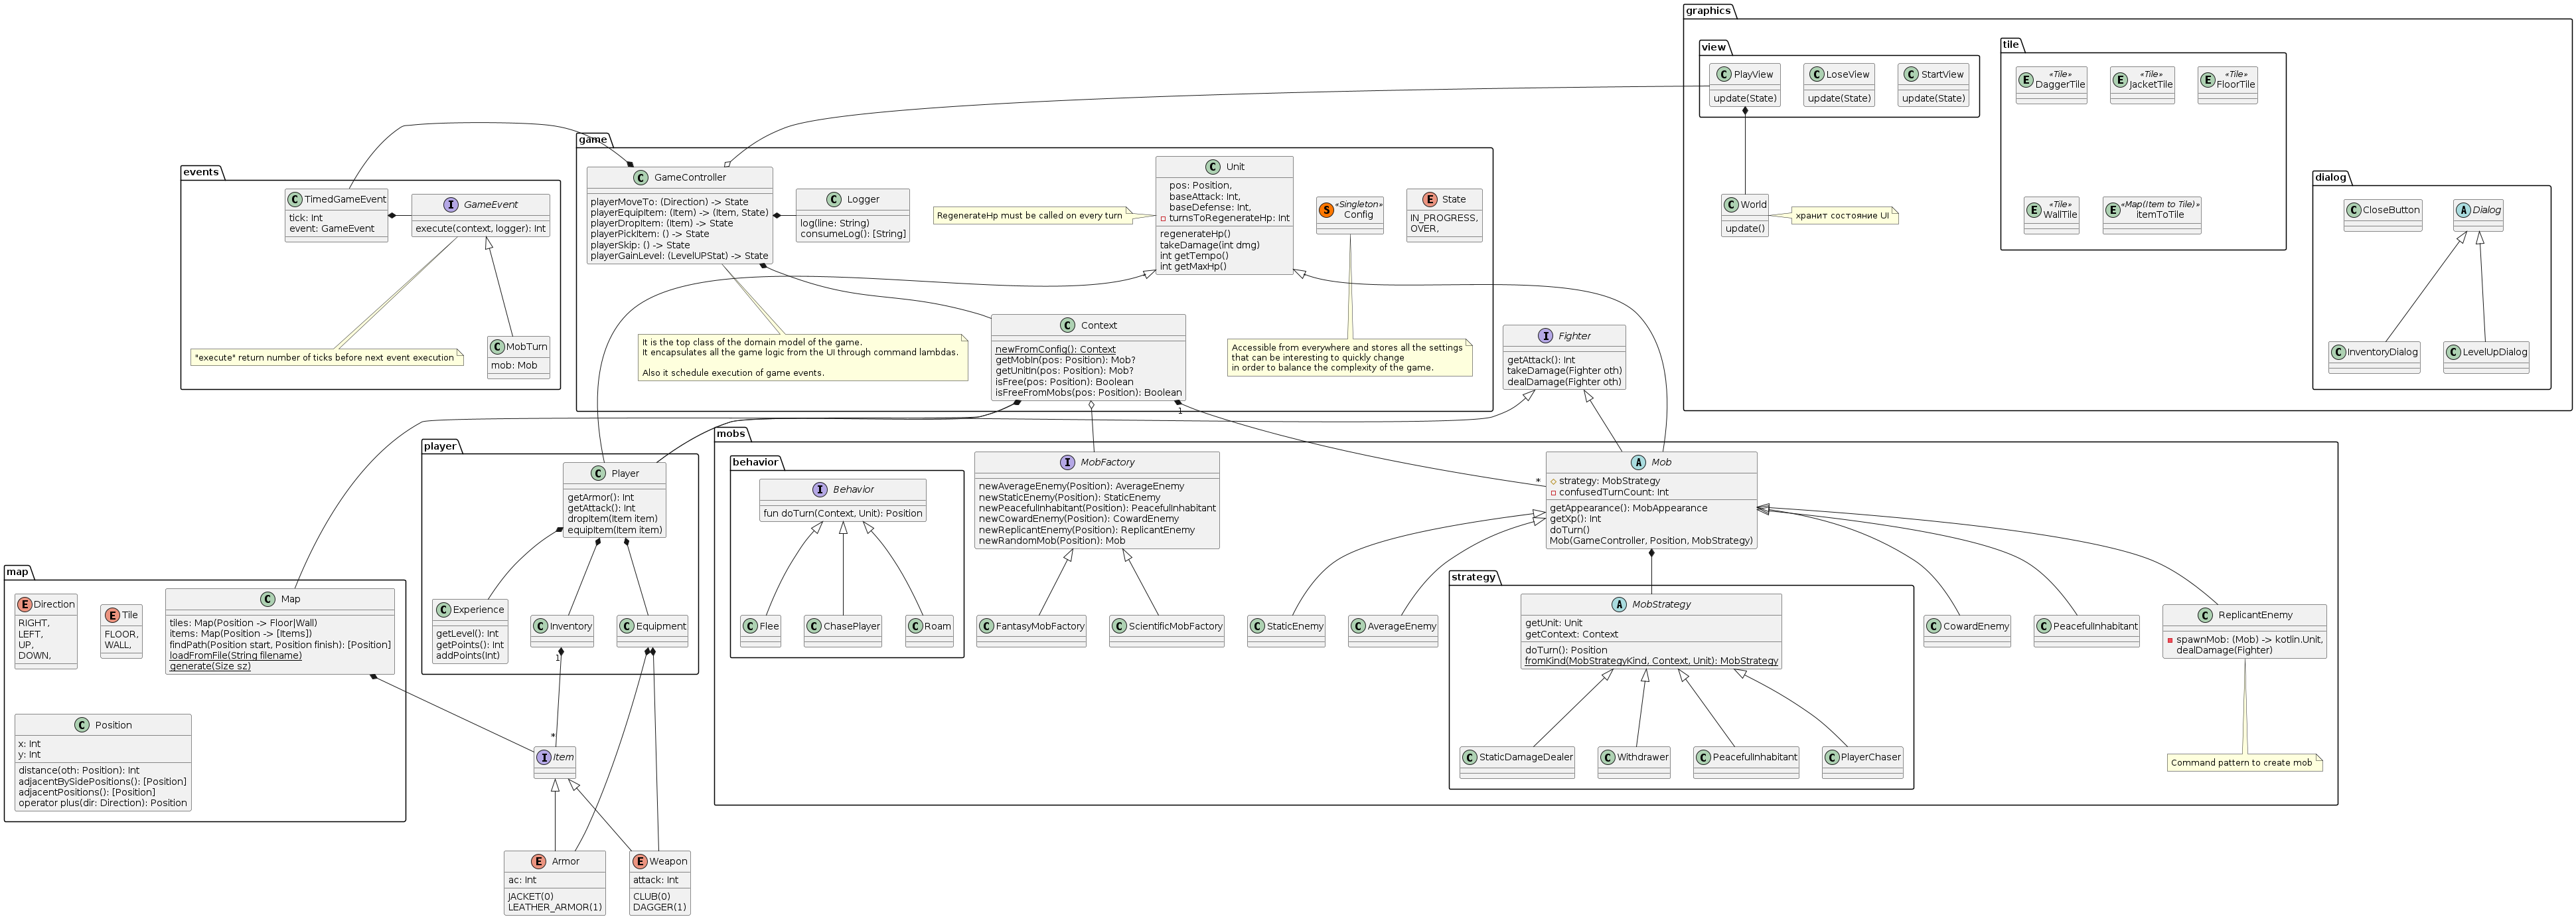 graphics
view
C PlayView
update(State)
C LoseView
update(State)
C StartView
update(State)
C World
update()
хранит состояние UI
tile
E «Tile»
DaggerTile
E «Tile»
JacketTile
E «Tile»
FloorTile
E «Tile»
WallTile
E «Map(Item to Tile)»
itemToTile
dialog
C CloseButton
A Dialog
C InventoryDialog
C LevelUpDialog
game
C GameController
playerMoveTo: (Direction) -> State
playerEquipItem: (Item) -> (Item, State)
playerDropItem: (Item) -> State
playerPickItem: () -> State
playerSkip: () -> State
playerGainLevel: (LevelUPStat) -> State
C Logger
log(line: String)
consumeLog(): [String]
RegenerateHp must be called on every turn
C Unit
pos: Position,
baseAttack: Int,
baseDefense: Int,
turnsToRegenerateHp: Int
regenerateHp()
takeDamage(int dmg)
int getTempo()
int getMaxHp()
S «Singleton»
Config
E State
IN_PROGRESS,
OVER,
It is the top class of the domain model of the game.
It encapsulates all the game logic from the UI through command lambdas.
Also it schedule execution of game events.
C Context
newFromConfig(): Context
getMobIn(pos: Position): Mob?
getUnitIn(pos: Position): Mob?
isFree(pos: Position): Boolean
isFreeFromMobs(pos: Position): Boolean
Accessible from everywhere and stores all the settings
that can be interesting to quickly change
in order to balance the complexity of the game.
events
C TimedGameEvent
tick: Int
event: GameEvent
I GameEvent
execute(context, logger): Int
"execute" return number of ticks before next event execution
C MobTurn
mob: Mob
I Fighter
getAttack(): Int
takeDamage(Fighter oth)
dealDamage(Fighter oth)
1
*
player
C Player
getArmor(): Int
getAttack(): Int
dropItem(Item item)
equipItem(Item item)
C Experience
getLevel(): Int
getPoints(): Int
addPoints(Int)
C Inventory
C Equipment
1
*
mobs
behavior
I Behavior
fun doTurn(Context, Unit): Position
C Flee
C ChasePlayer
C Roam
I MobFactory
newAverageEnemy(Position): AverageEnemy
newStaticEnemy(Position): StaticEnemy
newPeacefulInhabitant(Position): PeacefulInhabitant
newCowardEnemy(Position): CowardEnemy
newReplicantEnemy(Position): ReplicantEnemy
newRandomMob(Position): Mob
C FantasyMobFactory
C ScientificMobFactory
A Mob
strategy: MobStrategy
confusedTurnCount: Int
getAppearance(): MobAppearance
getXp(): Int
doTurn()
Mob(GameController, Position, MobStrategy)
C StaticEnemy
C AverageEnemy
strategy
A MobStrategy
getUnit: Unit
getContext: Context
doTurn(): Position
fromKind(MobStrategyKind, Context, Unit): MobStrategy
C StaticDamageDealer
C Withdrawer
C PeacefulInhabitant
C PlayerChaser
C CowardEnemy
C PeacefulInhabitant
C ReplicantEnemy
spawnMob: (Mob) -> kotlin.Unit,
dealDamage(Fighter)
Command pattern to create mob
map
E Direction
RIGHT,
LEFT,
UP,
DOWN,
E Tile
FLOOR,
WALL,
C Map
tiles: Map(Position -> Floor|Wall)
items: Map(Position -> [Items])
findPath(Position start, Position finish): [Position]
loadFromFile(String filename)
generate(Size sz)
C Position
x: Int
y: Int
distance(oth: Position): Int
adjacentBySidePositions(): [Position]
adjacentPositions(): [Position]
operator plus(dir: Direction): Position
I Item
E Armor
ac: Int
JACKET(0)
LEATHER_ARMOR(1)
E Weapon
attack: Int
CLUB(0)
DAGGER(1)